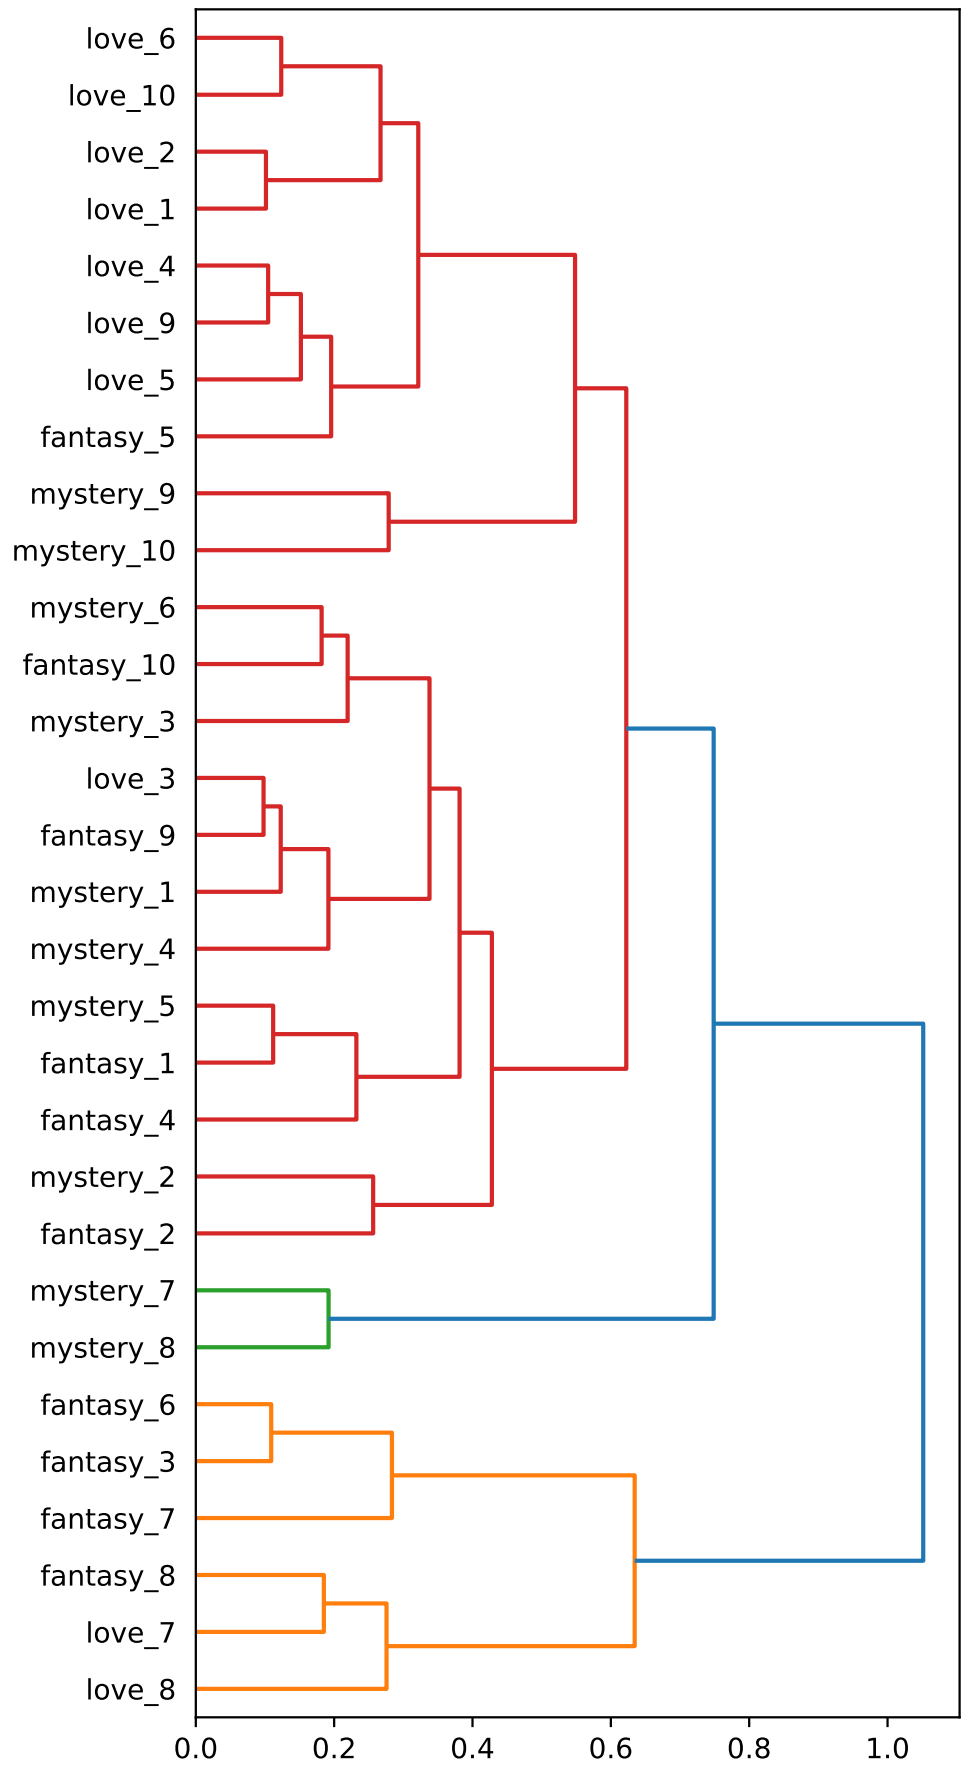 love_6
love_10
love_2
love_1
love_4
love_9
love_5
fantasy_5
mystery_9
mystery_10
mystery_6
fantasy_10
mystery_3
love_3
fantasy_9
mystery_1
mystery_4
mystery_5
fantasy_1
fantasy_4
mystery_2
fantasy_2
mystery_7
mystery_8
fantasy_6
fantasy_3
fantasy_7
fantasy_8
love_7
love_8
0.0 0.2 0.4 0.6 0.8 1.0